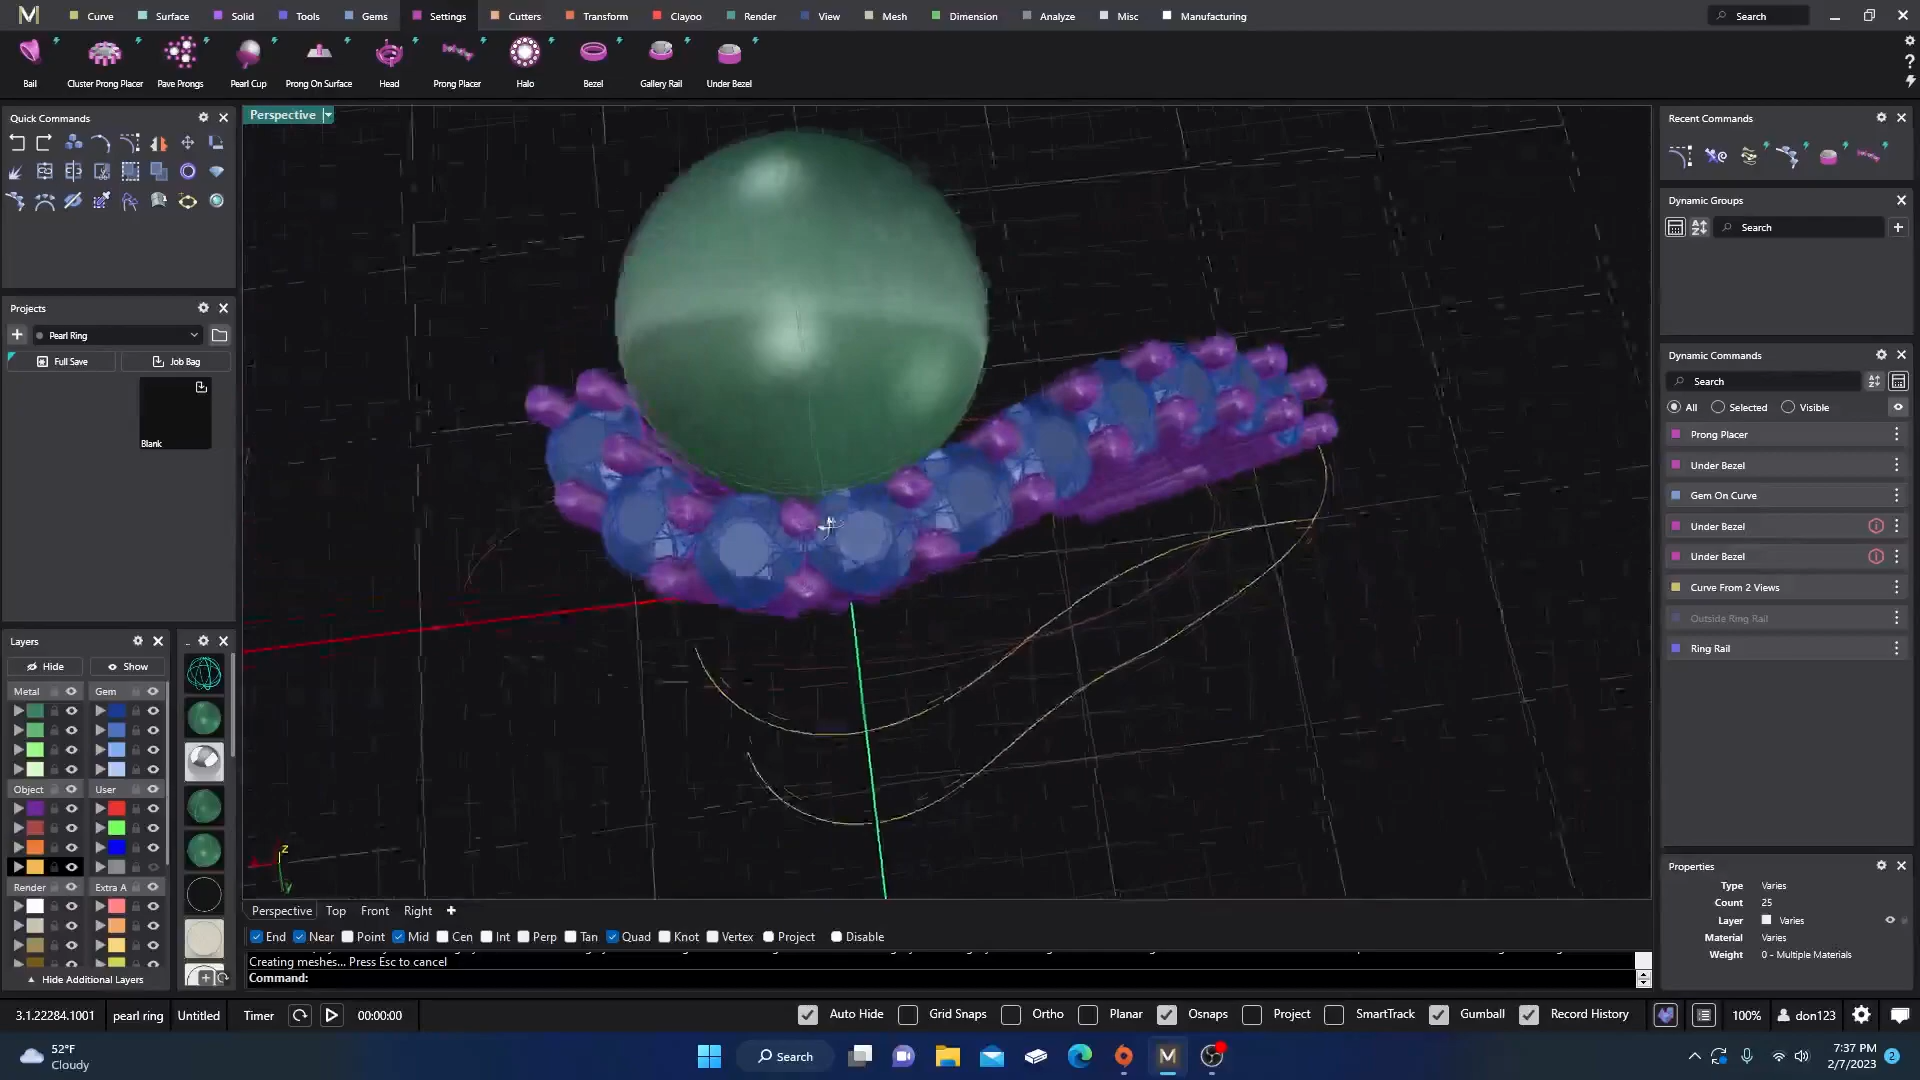 M Curve Surface Solid Tools Gems Settings Cutters Transform Clayoo Render View Mesh Dimension Analyze Misc Manufacturing Search
Bail Cluster Prong Placer Pave Prongs Pearl Cup Prong On Surface Head Prong Placer Halo Bezel Gallery Rail Under Bezel
Quick Commands
Projects
Pearl Ring
Full Save Job Bag
Blank
Layers
Hide Show
Metal Gem
Object User
Render Extra A
Hide Additional Layers
Perspective
z
y
Perspective Top Front Right
End Near Point Mid Cen Int Perp Tan Quad Knot Vertex Project Disable
Creating meshes... Press Esc to cancel
Command:
Recent Commands
Dynamic Groups
Search
Dynamic Commands
Search
All Selected Visible
Prong Placer
Under Bezel
Gem On Curve
Under Bezel
Under Bezel
Curve From 2 Views
Outside Ring Rail
Ring Rail
Properties
Type Varies
Count 25
Layer Varies
Material Varies
Weight 0 - Multiple Materials
3.1.22284.1001 pearl ring Untitled Timer 00:00:00 Auto Hide Grid Snaps Ortho Planar Osnaps Project SmartTrack Gumball Record History 100% don123
52°F
Cloudy
Search
M
7:37 PM
2/7/2023
2